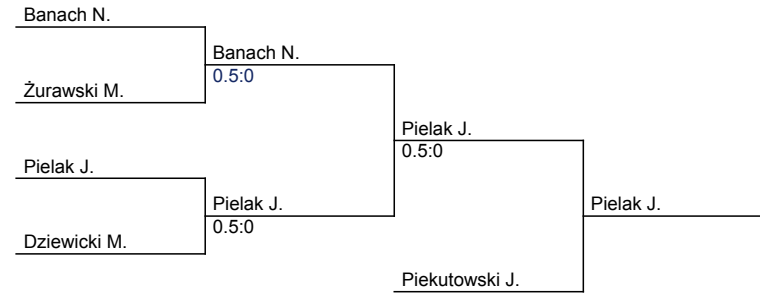 Banach N.
Banach N.
0.5:0
Żurawski M.
Pielak J.
0.5:0
Pielak J.
Pielak J.
0.5:0
Pielak J.
Dziewicki M.
Piekutowski J.